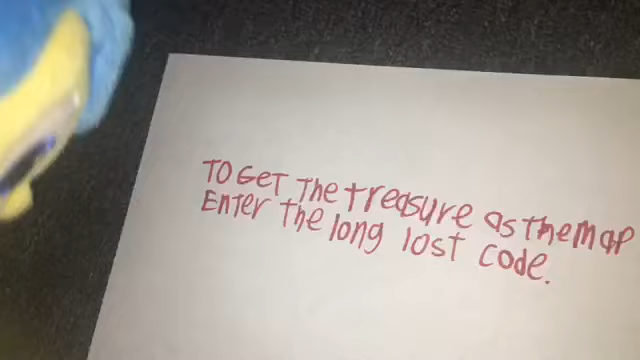 TO GET The treasure as the map
ENTER The long lost code.